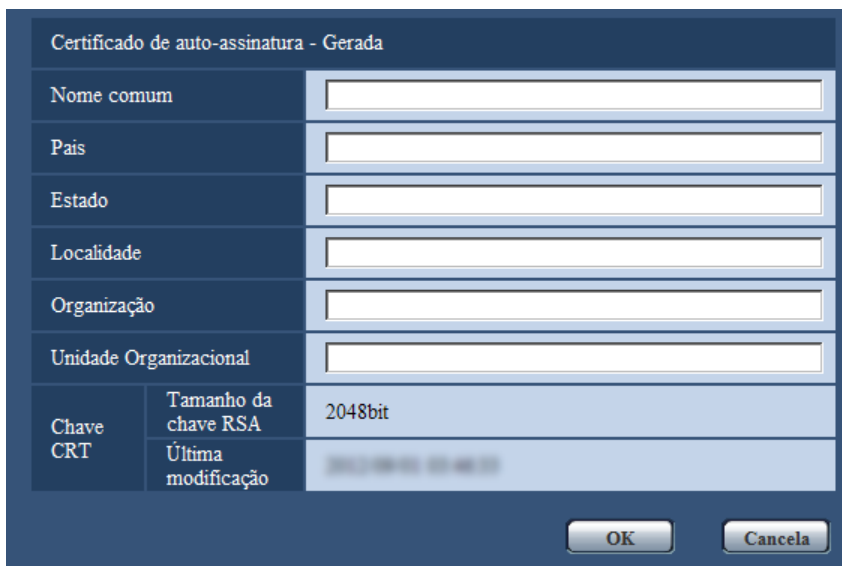 Certificado de auto-assinatura - Gerada
Nome comum
Pais
Estado
Localidade
Organização
Unidade Organizacional
Chave
CRT
Tamanho da
chave RSA
2048bit
Última
modificação
OK
Cancela